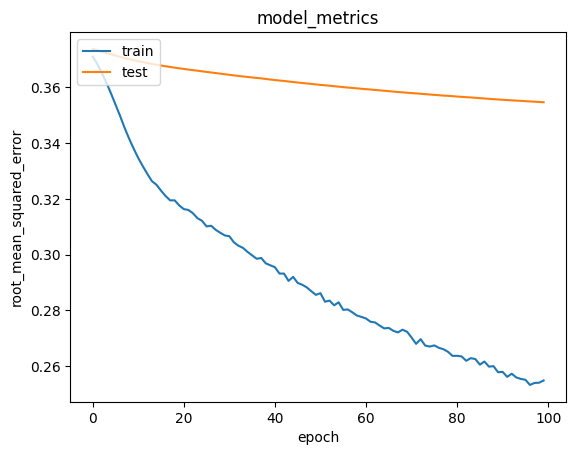 model_metrics
train
test
root_mean_squared_error
0.36
0.34
0.32
0.30
0.28
0.26
0 20 40 60 80 100
epoch